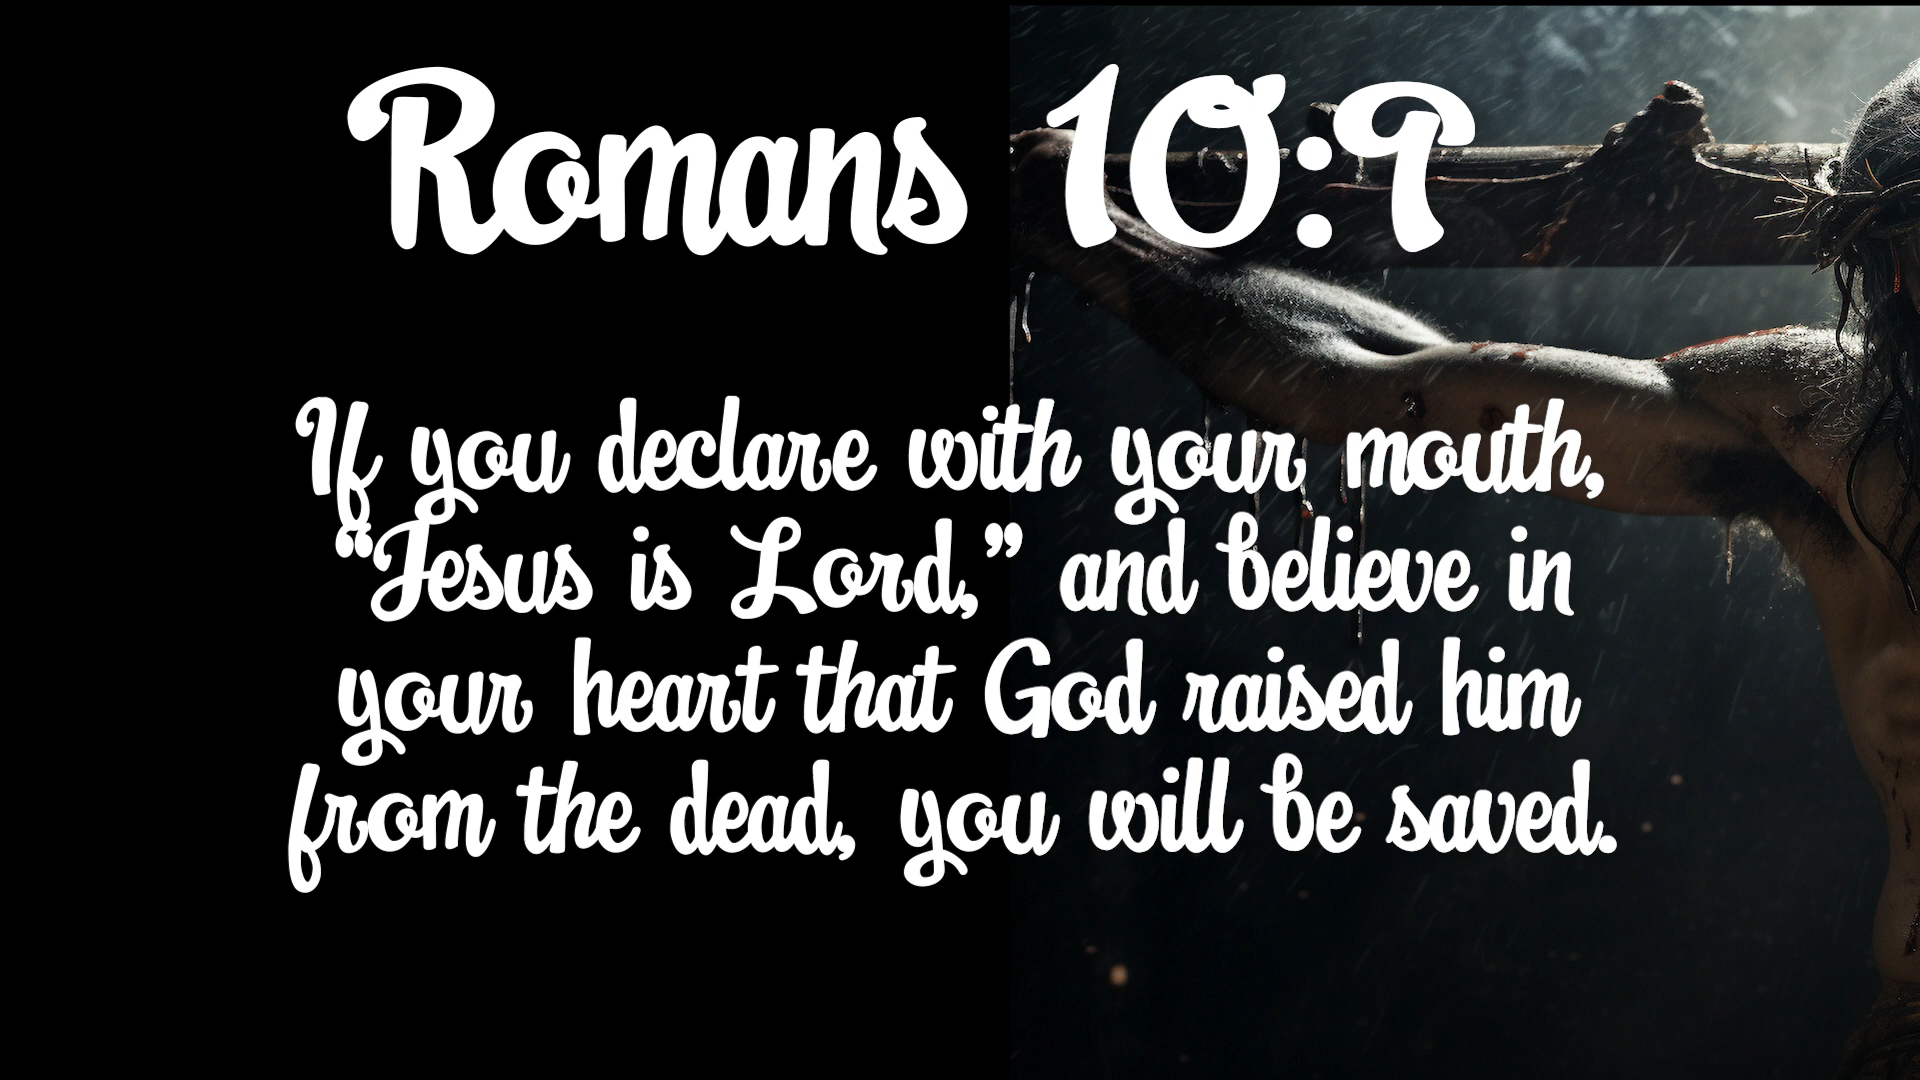 Romans 10:9
If you declare with your mouth,
“Jesus is Lord,” and believe in
your heart that God raised him
from the dead, you will be saved.